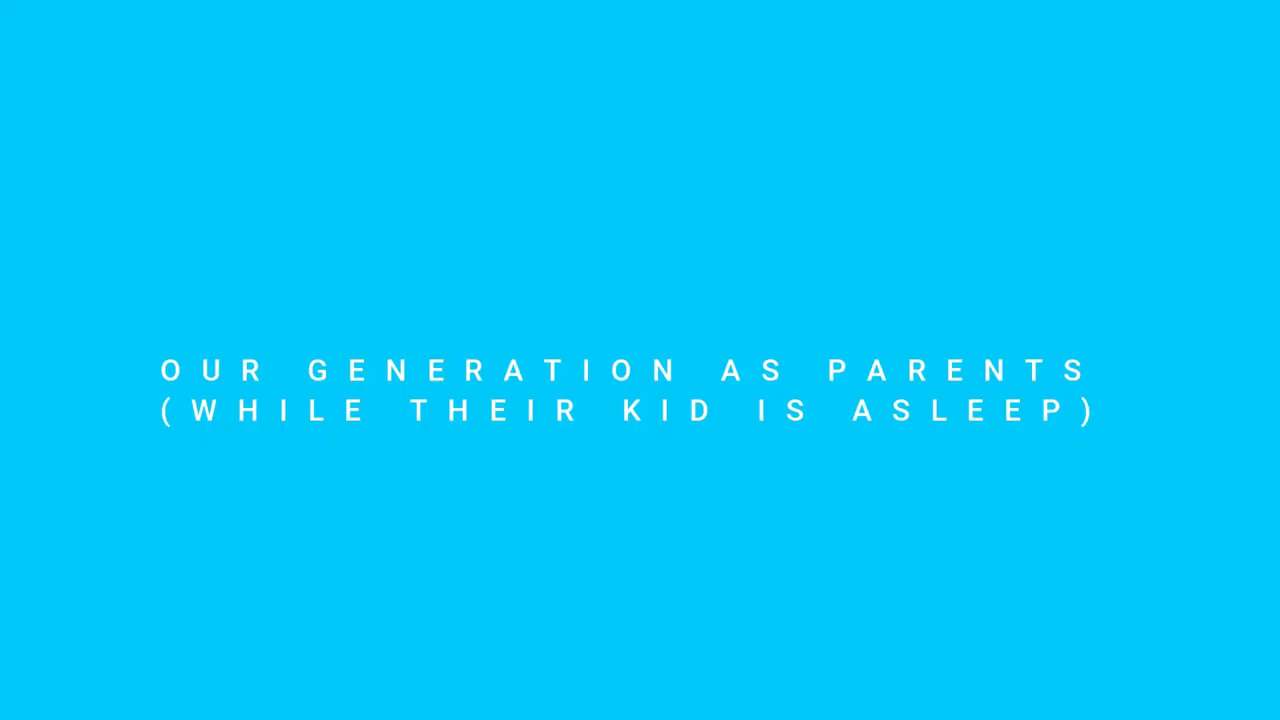 OUR GENERATION AS PARENTS
(WHILE THEIR KID IS ASLEEP)